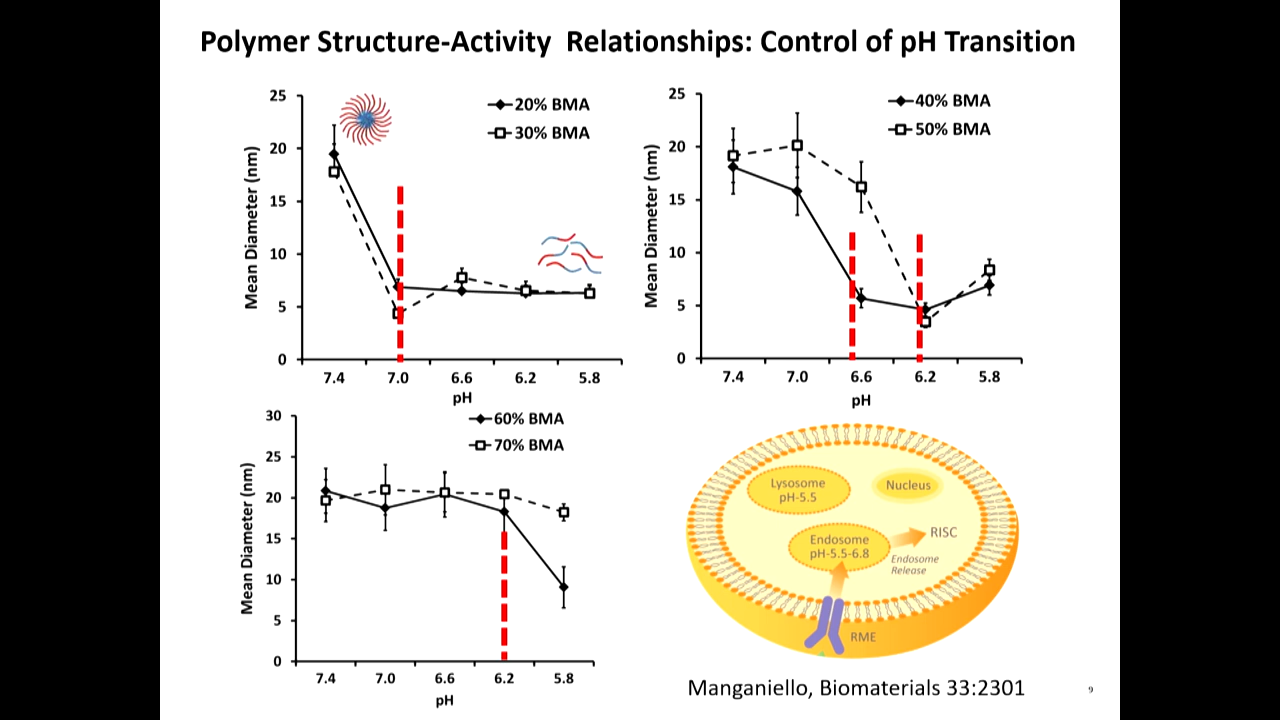 Polymer Structure-Activity Relationships: Control of pH Transition
25
20
15
10
5
0
Mean Diameter (nm)
20% BMA
30% BMA
7.4 7.0 6.6 6.2 5.8
pH
25
20
15
10
5
0
Mean Diameter (nm)
40% BMA
50% BMA
7.4 7.0 6.6 6.2 5.8
pH
30
25
20
15
10
5
0
Mean Diameter (nm)
60% BMA
70% BMA
7.4 7.0 6.6 6.2 5.8
pH
Lysosome
pH-5.5
Nucleus
Endosome
pH-5.5-6.8
RISC
Endosome
Release
RME
Manganiello, Biomaterials 33:2301
9